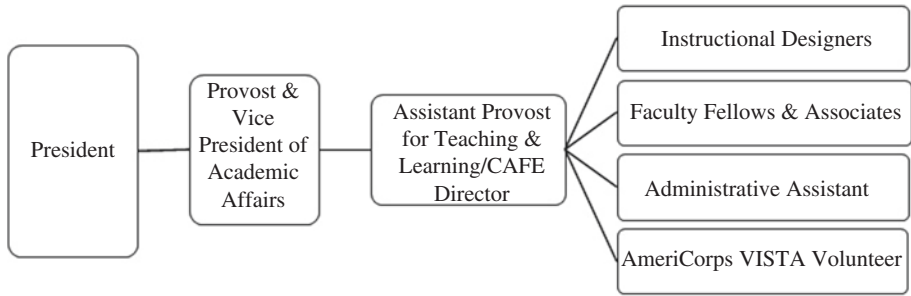 President
Provost &
Vice
President of
Academic
Affairs
Assistant Provost
for Teaching &
Learning/CAFE
Director
Instructional Designers
Faculty Fellows & Associates
Administrative Assistant
AmeriCorps VISTA Volunteer